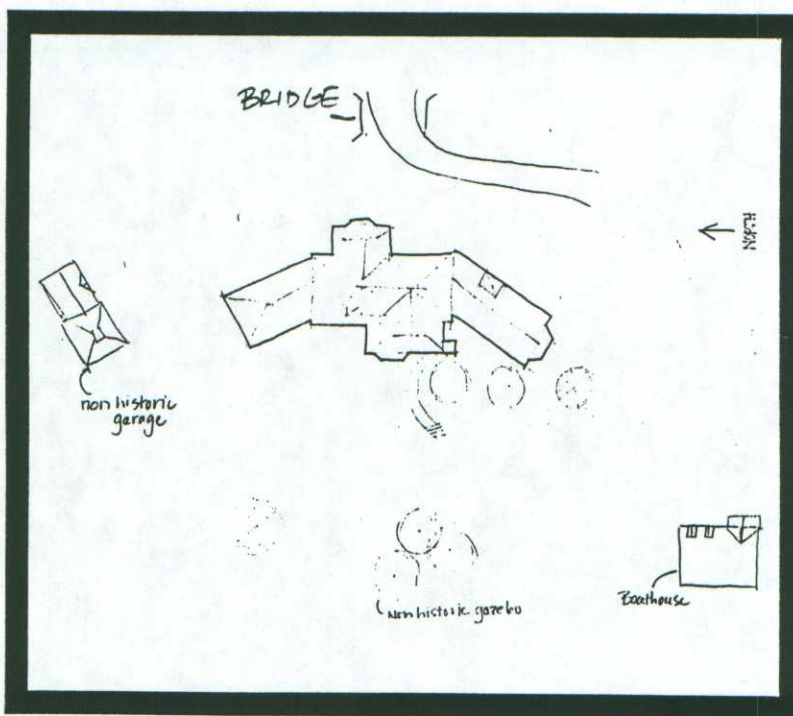 BRIDGE
NORTH
non historic
garage
non historic gazebo
Boathouse